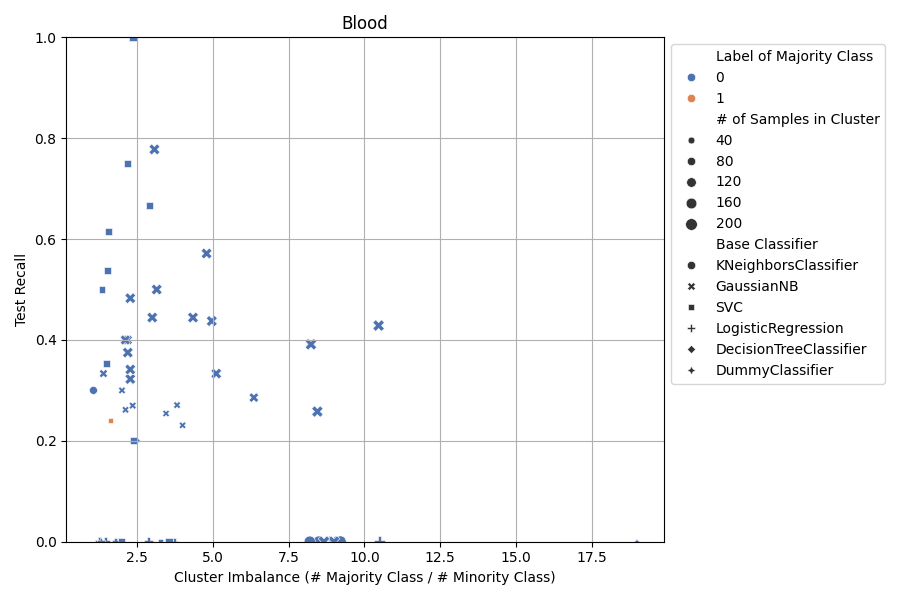 Blood
1.0
0.8
0.6
0.4
0.2
0.0
Test Recall
2.5 5.0 7.5 10.0 12.5 15.0 17.5
Cluster Imbalance (# Majority Class / # Minority Class)
Label of Majority Class
0
1
# of Samples in Cluster
40
80
120
160
200
Base Classifier
KNeighborsClassifier
GaussianNB
SVC
LogisticRegression
DecisionTreeClassifier
DummyClassifier